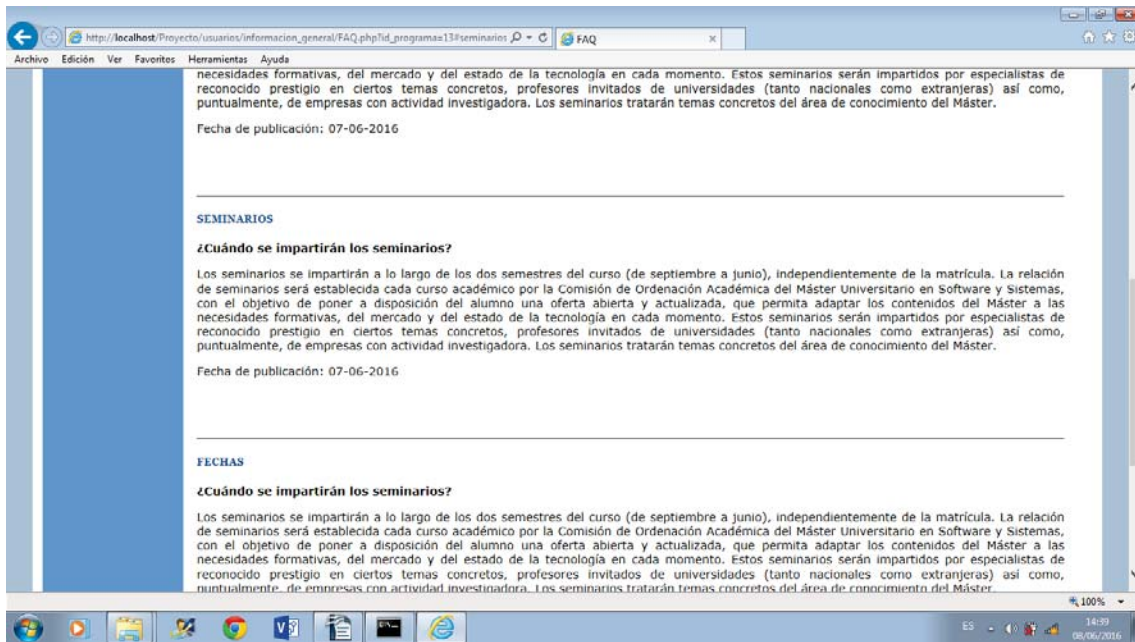 http://localhost/Proyecto/usuarios/informacion_general/FAQ.php?id_programa=13#seminarios
FAQ
Archivo Edición Ver Favoritos Herramientas Ayuda
necesidades formativas, del mercado y del estado de la tecnología en cada momento. Estos seminarios serán impartidos por especialistas de
reconocido prestigio en ciertos temas concretos, profesores invitados de universidades (tanto nacionales como extranjeras) así como,
puntualmente, de empresas con actividad investigadora. Los seminarios tratarán temas concretos del área de conocimiento del Máster.
Fecha de publicación: 07-06-2016
SEMINARIOS
¿Cuándo se impartirán los seminarios?
Los seminarios se impartirán a lo largo de los dos semestres del curso (de septiembre a junio), independientemente de la matrícula. La relación
de seminarios será establecida cada curso académico por la Comisión de Ordenación Académica del Máster Universitario en Software y Sistemas,
con el objetivo de poner a disposición del alumno una oferta abierta y actualizada, que permita adaptar los contenidos del Máster a las
necesidades formativas, del mercado y del estado de la tecnología en cada momento. Estos seminarios serán impartidos por especialistas de
reconocido prestigio en ciertos temas concretos, profesores invitados de universidades (tanto nacionales como extranjeras) así como,
puntualmente, de empresas con actividad investigadora. Los seminarios tratarán temas concretos del área de conocimiento del Máster.
Fecha de publicación: 07-06-2016
FECHAS
¿Cuándo se impartirán los seminarios?
Los seminarios se impartirán a lo largo de los dos semestres del curso (de septiembre a junio), independientemente de la matrícula. La relación
de seminarios será establecida cada curso académico por la Comisión de Ordenación Académica del Máster Universitario en Software y Sistemas,
con el objetivo de poner a disposición del alumno una oferta abierta y actualizada, que permita adaptar los contenidos del Máster a las
necesidades formativas, del mercado y del estado de la tecnología en cada momento. Estos seminarios serán impartidos por especialistas de
reconocido prestigio en ciertos temas concretos, profesores invitados de universidades (tanto nacionales como extranjeras) así como,
puntualmente, de empresas con actividad investigadora. Los seminarios tratarán temas concretos del área de conocimiento del Máster.
100%
ES
14:39
08/06/2016